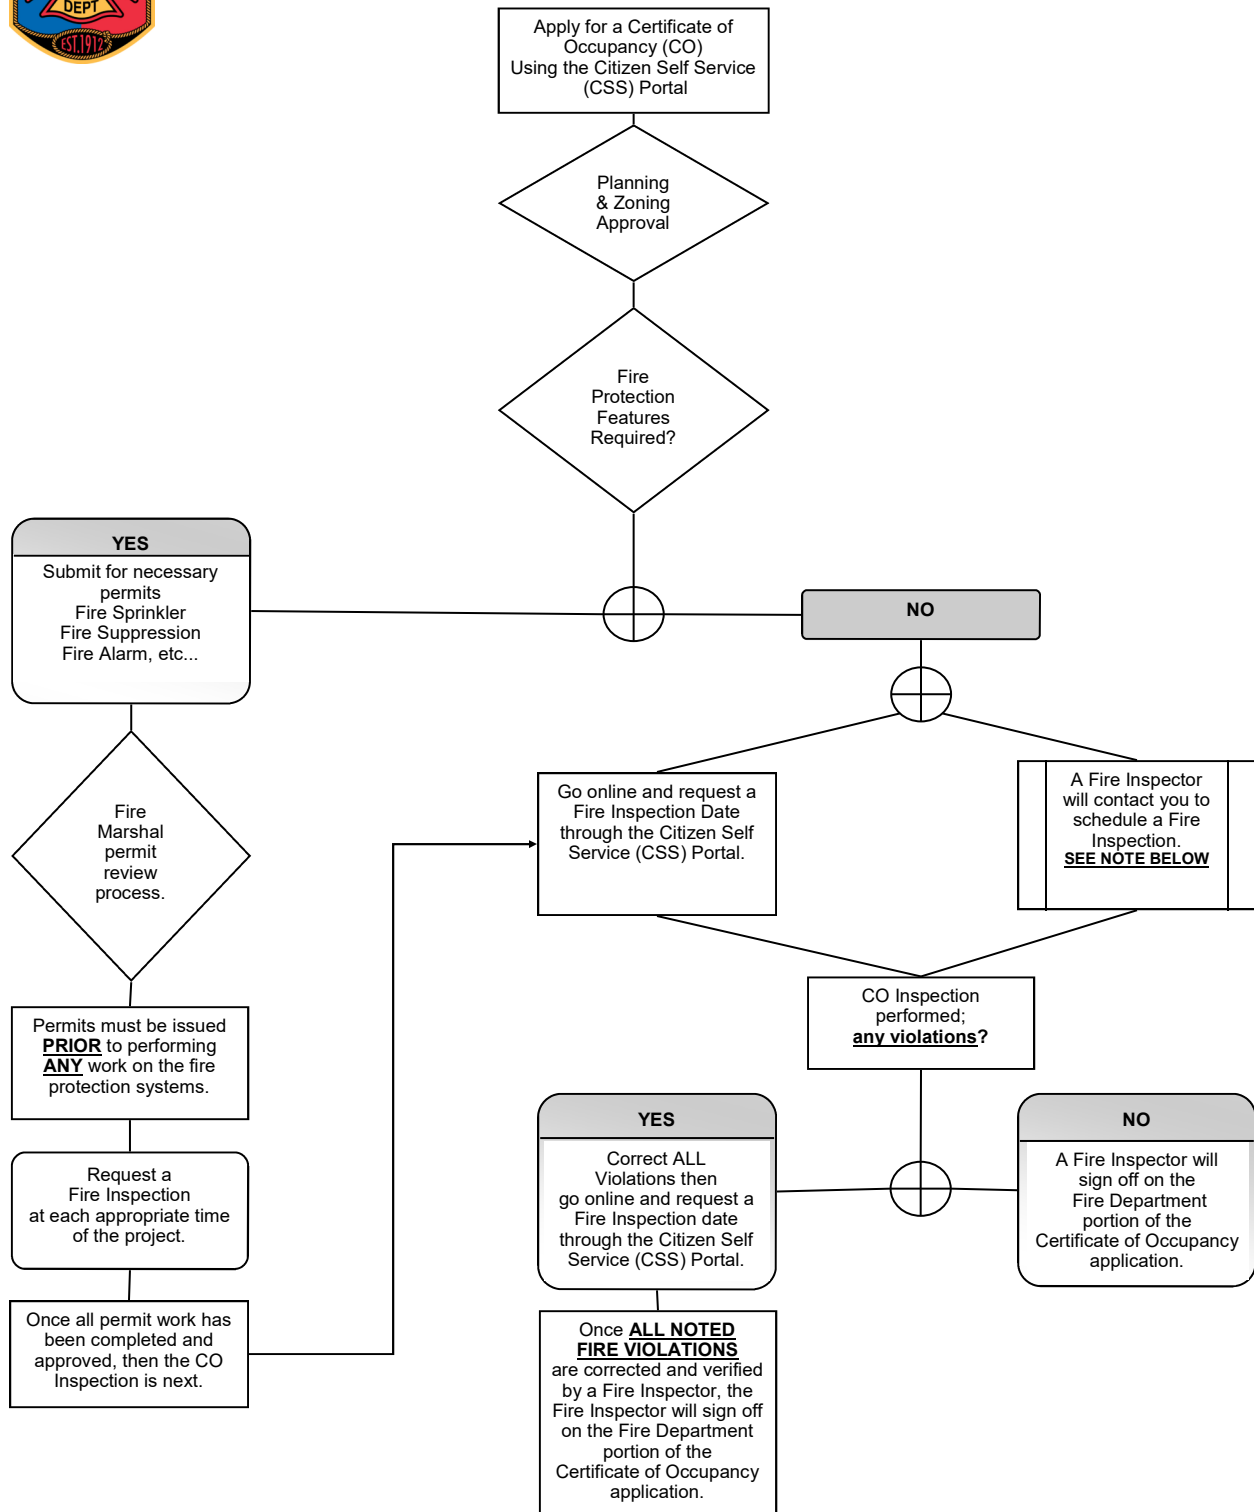 DEPT
EST.1912
Apply for a Certificate of
Occupancy (CO)
Using the Citizen Self Service
(CSS) Portal
Planning
& Zoning
Approval
Fire
Protection
Features
Required?
YES
Submit for necessary
permits
Fire Sprinkler
Fire Suppression
Fire Alarm, etc...
NO
Fire
Marshal
permit
review
process.
Go online and request a
Fire Inspection Date
through the Citizen Self
Service (CSS) Portal.
A Fire Inspector
will contact you to
schedule a Fire
Inspection.
SEE NOTE BELOW
Permits must be issued
PRIOR to performing
ANY work on the fire
protection systems.
CO Inspection
performed;
any violations?
Request a
Fire Inspection
at each appropriate time
of the project.
YES
Correct ALL
Violations then
go online and request a
Fire Inspection date
through the Citizen Self
Service (CSS) Portal.
NO
A Fire Inspector will
sign off on the
Fire Department
portion of the
Certificate of Occupancy
application.
Once all permit work has
been completed and
approved, then the CO
Inspection is next.
Once ALL NOTED
FIRE VIOLATIONS
are corrected and verified
by a Fire Inspector, the
Fire Inspector will sign off
on the Fire Department
portion of the
Certificate of Occupancy
application.